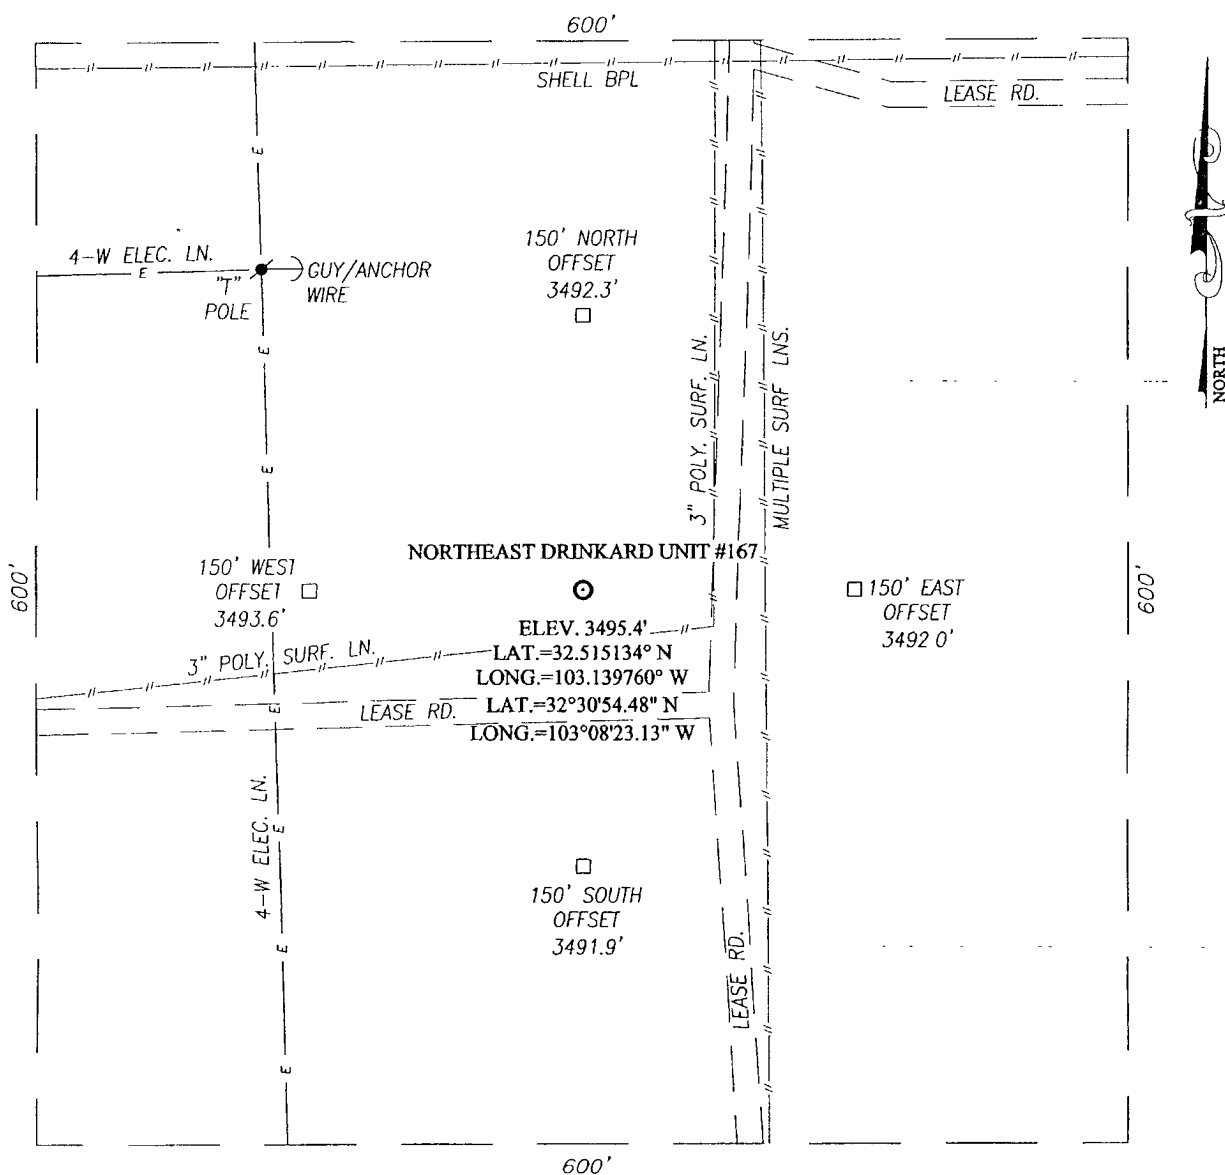 600'
SHELL BPL
LEASE RD.
4-W ELEC. LN.
E
E
"T"
POLE
GUY/ANCHOR
WIRE
150' NORTH
OFFSET
3492.3'
NORTH
E
E
3" POLY. SURF. LN.
MULTIPLE SURF LNS.
NORTHEAST DRINKARD UNIT #167
600'
150' WEST
OFFSET
3493.6'
150' EAST
OFFSET
3492 0'
600'
ELEV. 3495.4'
LAT.=32.515134° N
LONG.=103.139760° W
LAT.=32°30'54.48" N
LONG.=103°08'23.13" W
3" POLY. SURF. LN.
E
LEASE RD.
4-W ELEC. LN.
E
150' SOUTH
OFFSET
3491.9'
E
LEASE RD.
E
600'